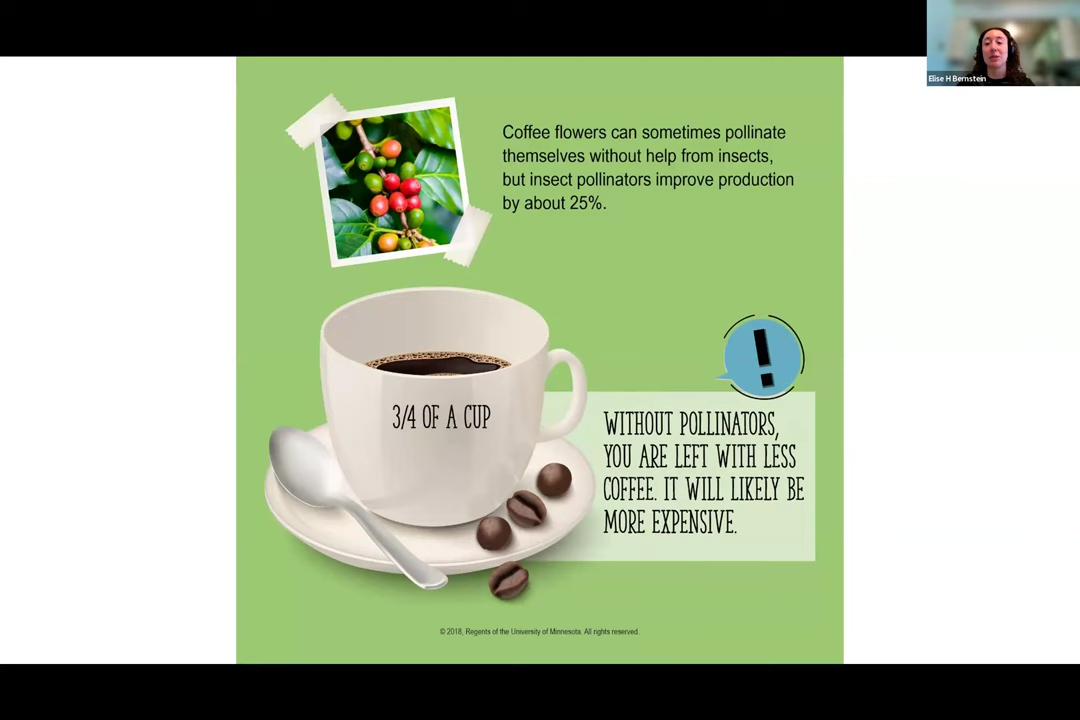 Elise H Bernstein
Coffee flowers can sometimes pollinate
themselves without help from insects,
but insect pollinators improve production
by about 25%.
!
3/4 OF A CUP
WITHOUT POLLINATORS,
YOU ARE LEFT WITH LESS
COFFEE. IT WILL LIKELY BE
MORE EXPENSIVE.
© 2018, Regents of the University of Minnesota. All rights reserved.